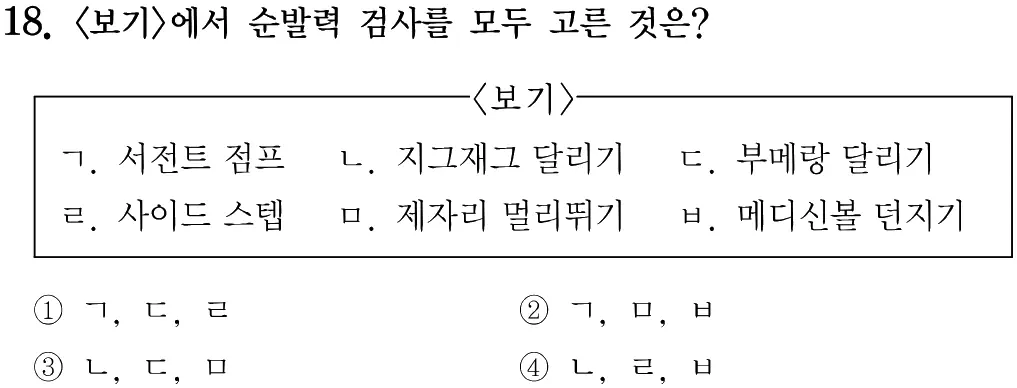 18. 〈보기〉에서 순발력 검사를 모두 고른 것은?
〈보기〉
ㄱ. 서전트 점프 ㄴ. 지그재그 달리기 ㄷ. 부메랑 달리기
ㄹ. 사이드 스텝 ㅁ. 제자리 멀리뛰기 ㅂ. 메디신볼 던지기
① ㄱ, ㄷ, ㄹ ② ㄱ, ㅁ, ㅂ
③ ㄴ, ㄷ, ㅁ ④ ㄴ, ㄹ, ㅂ